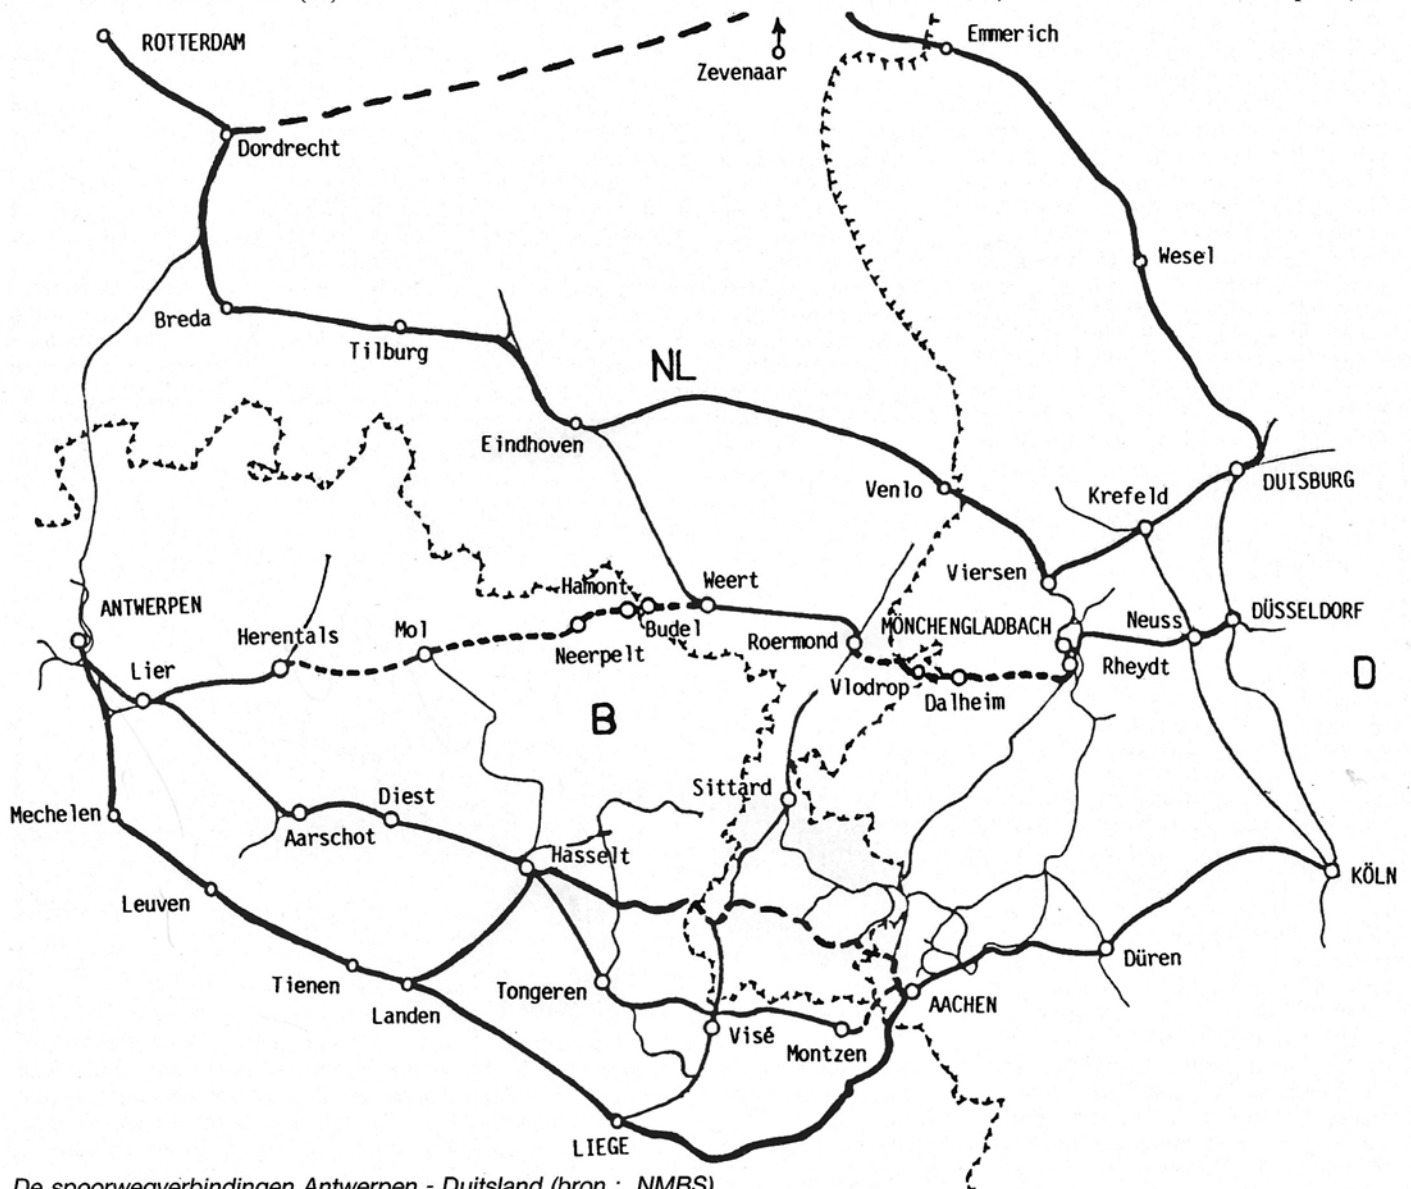 ROTTERDAM
Emmerich
Zevenaar
Dordrecht
Wesel
Breda
Tilburg
NL
Eindhoven
Venlo
Krefeld
DUISBURG
Viersen
Hamont
Weert
ANTWERPEN
Herentals
Mol
Budel
Neerpelt
Roermond
MÖNCHENGLADBACH
Neuss
DÜSSELDORF
Lier
Vlodrop
Dalheim
Rheydt
D
B
Sittard
Mechelen
Diest
Aarschot
Hasselt
KÖLN
Leuven
Düren
Tienen
Tongeren
AACHEN
Landen
Visé
Montzen
LIEGE
De spoorwegverbindingen Antwerpen - Duitsland (bron : NMBS)